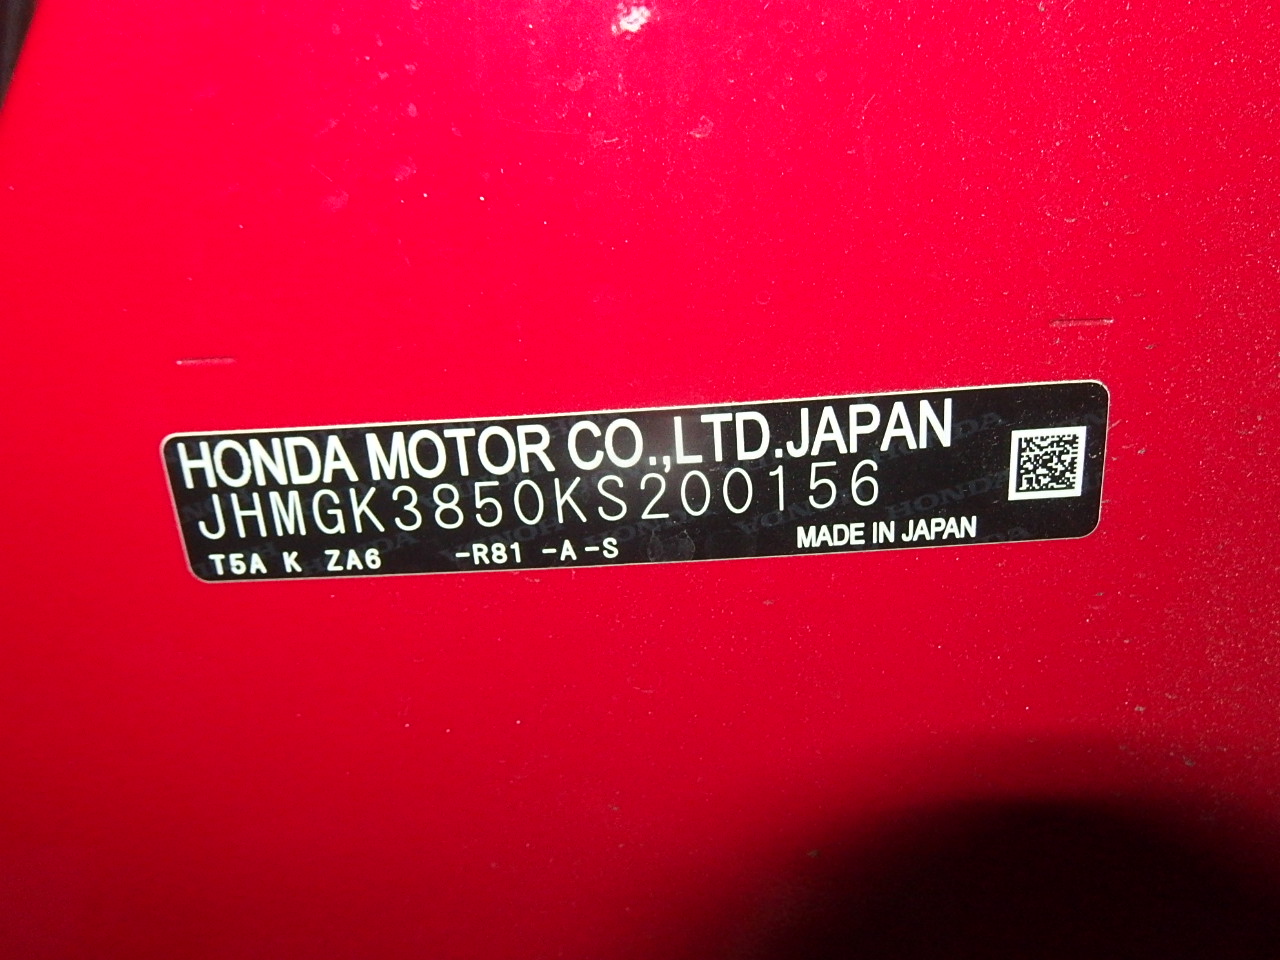 HONDA MOTOR CO.,LTD.JAPAN
JHMGK3850KS200156
T5A K ZA6 -R81 -A -S
MADE IN JAPAN